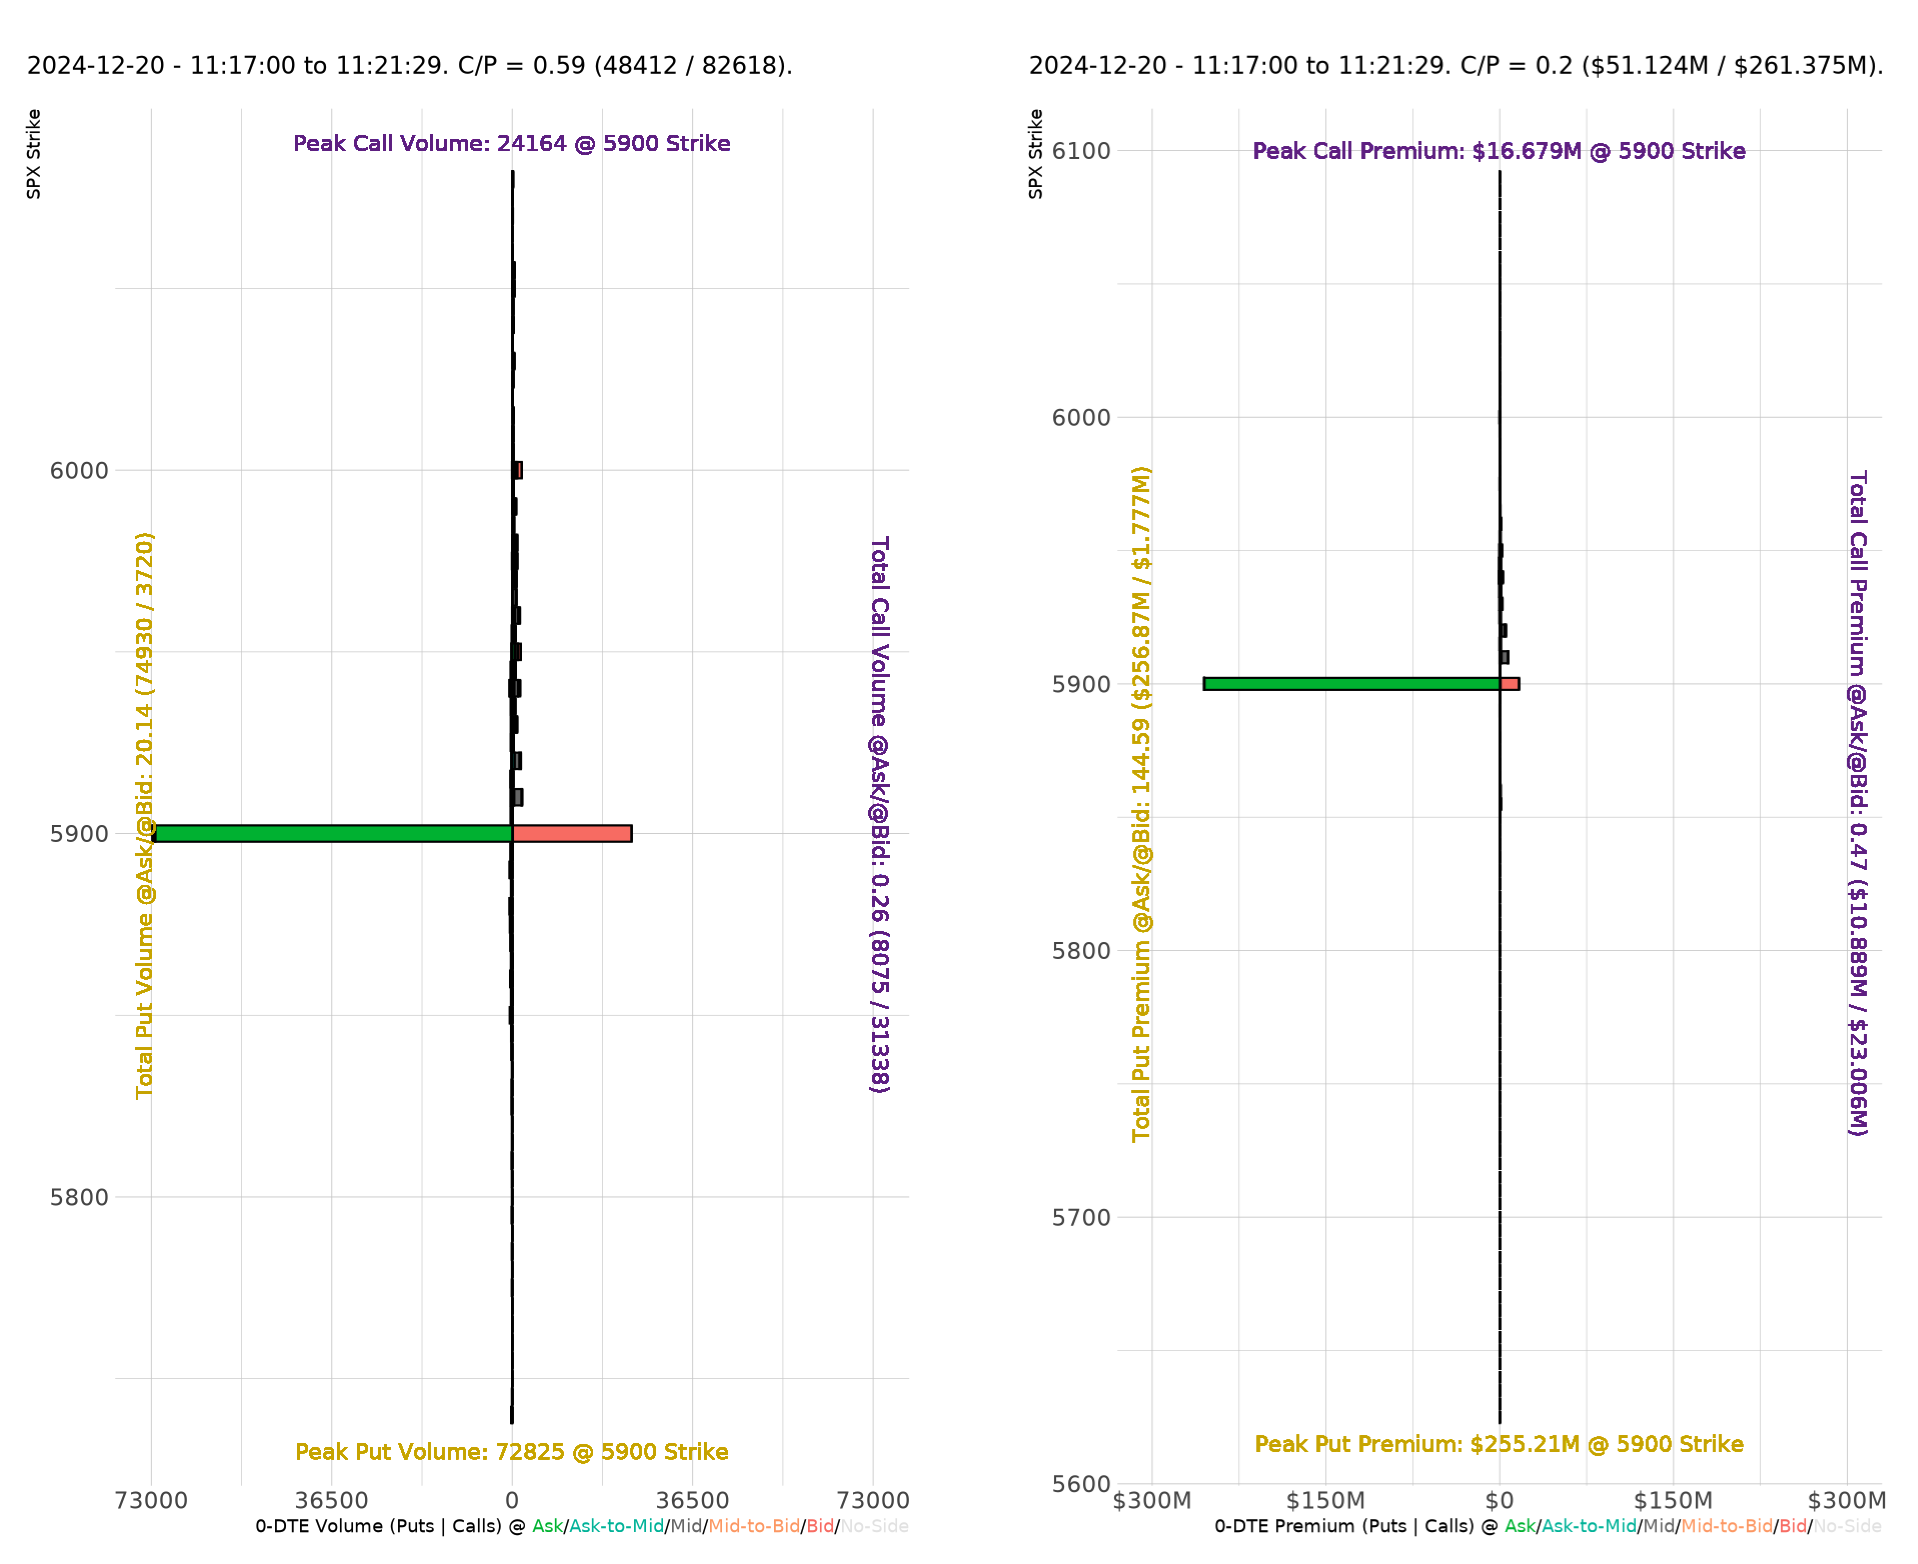 2024-12-20 - 11:17:00 to 11:21:29. C/P = 0.59 (48412 / 82618).
SPX Strike
Peak Call Volume: 24164 @ 5900 Strike
6000
5900
5800
Total Put Volume @Ask/@Bid: 20.14 (74930 / 3720)
Total Call Volume @Ask/@Bid: 0.26 (8075 / 31338)
Peak Put Volume: 72825 @ 5900 Strike
73000 36500 0 36500 73000
0-DTE Volume (Puts | Calls) @ Ask/Ask-to-Mid/Mid/Mid-to-Bid/Bid/No-Side
2024-12-20 - 11:17:00 to 11:21:29. C/P = 0.2 ($51.124M / $261.375M).
SPX Strike
Peak Call Premium: $16.679M @ 5900 Strike
6100
6000
5900
5800
5700
5600
Total Put Premium @Ask/@Bid: 144.59 ($256.87M / $1.777M)
Total Call Premium @Ask/@Bid: 0.47 ($10.889M / $23.006M)
Peak Put Premium: $255.21M @ 5900 Strike
$300M $150M $0 $150M $300M
0-DTE Premium (Puts | Calls) @ Ask/Ask-to-Mid/Mid/Mid-to-Bid/Bid/No-Side